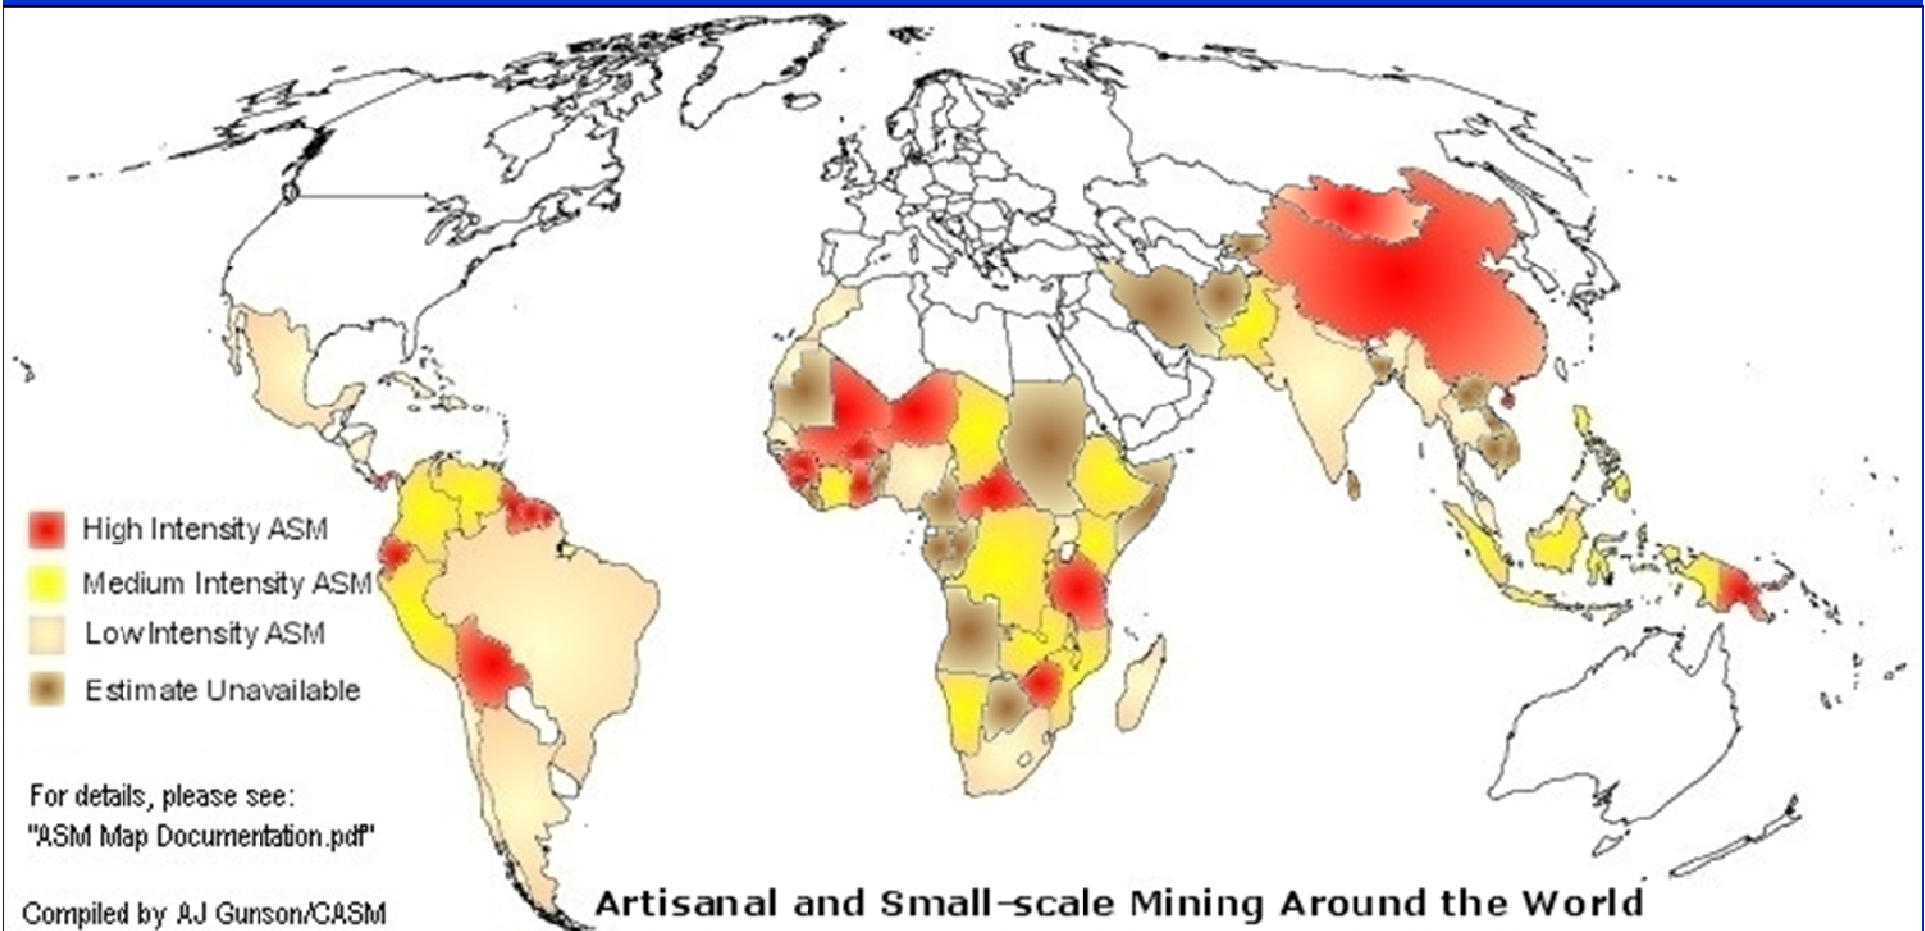 High Intensity ASM
Medium Intensity ASM
Low Intensity ASM
Estimate Unavailable
For details, please see:
"ASM Map Documentation.pdf"
Compiled by AJ Gunson/CASM
Artisanal and Small-scale Mining Around the World